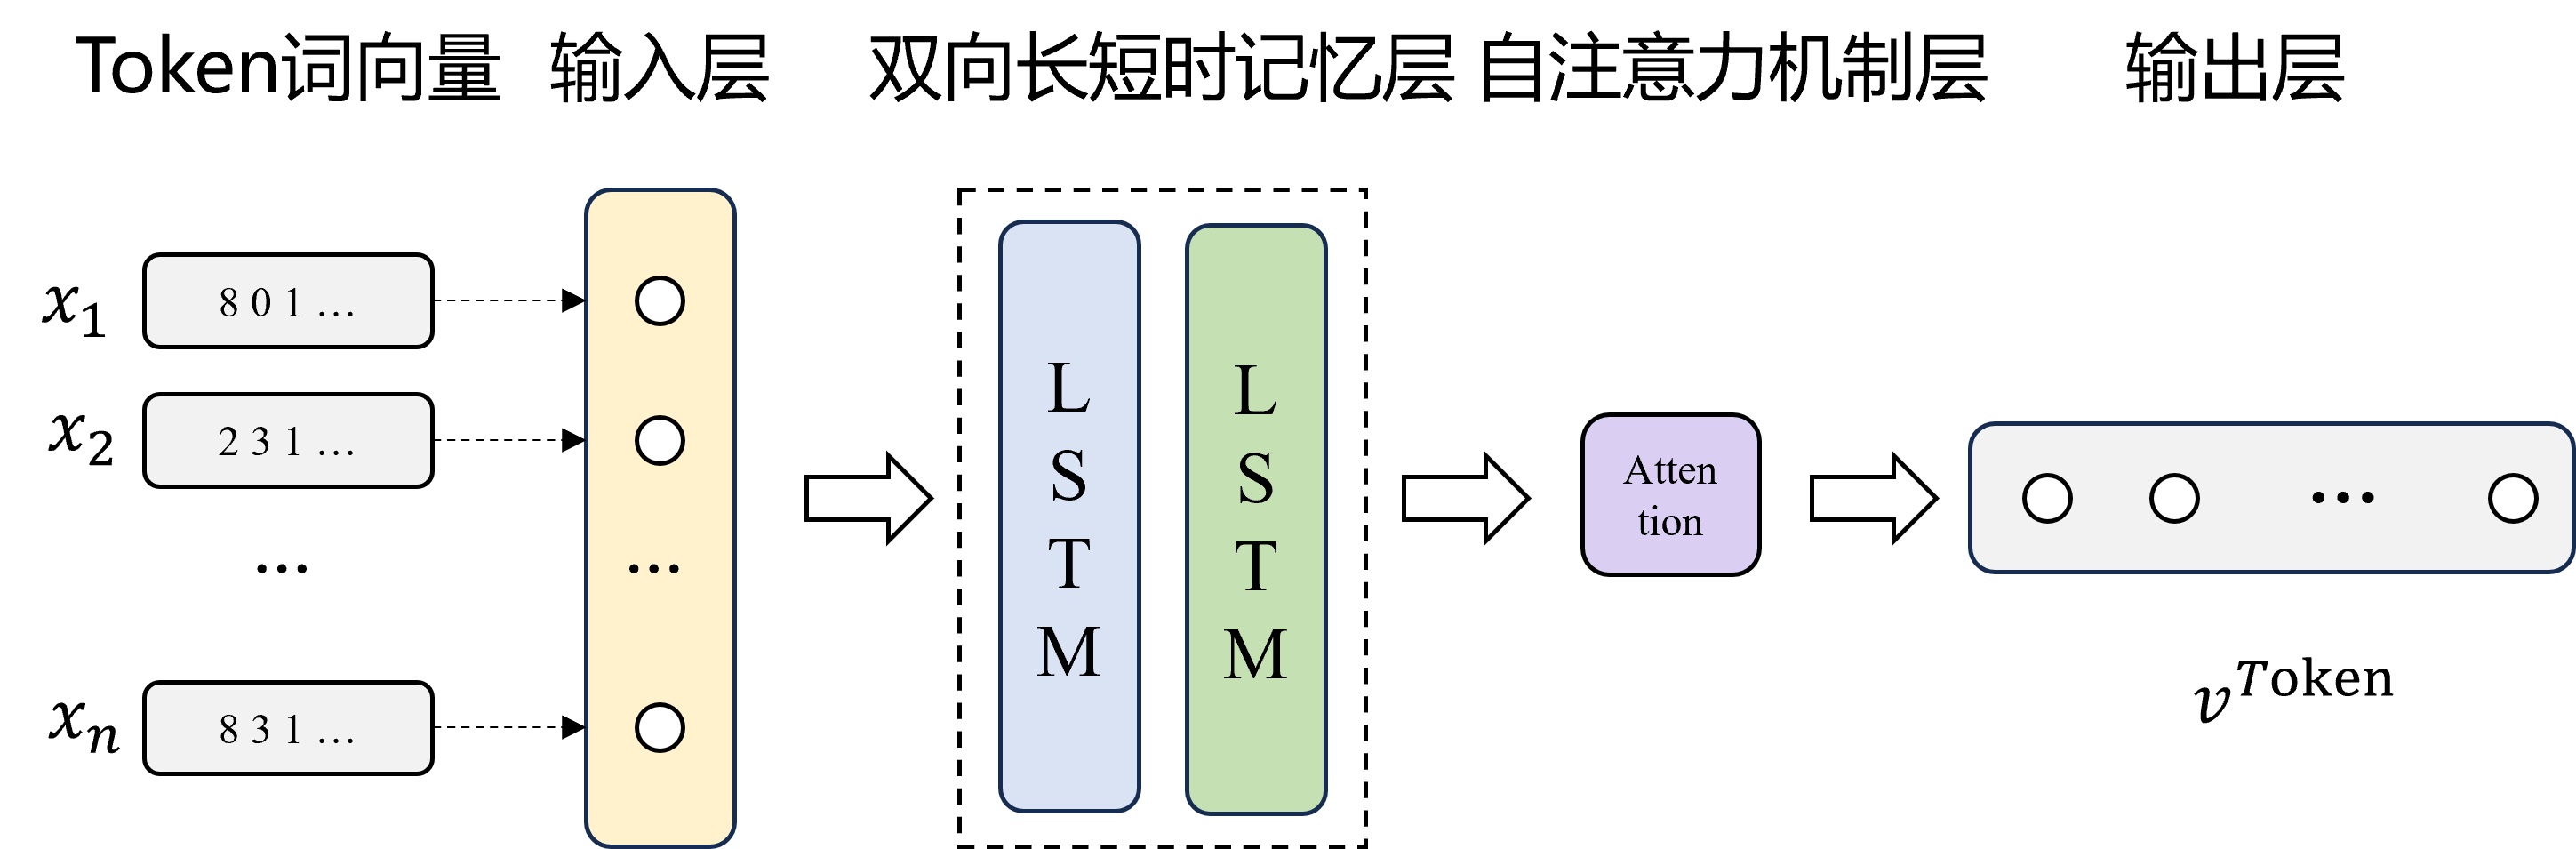 Token词向量 输入层 双向长短时记忆层 自注意力机制层 输出层
x₁ 8 0 1 …
x₂ 2 3 1 …
… …
xₙ 8 3 1 …
L
S
T
M
L
S
T
M
Atten
tion
…
v^Token